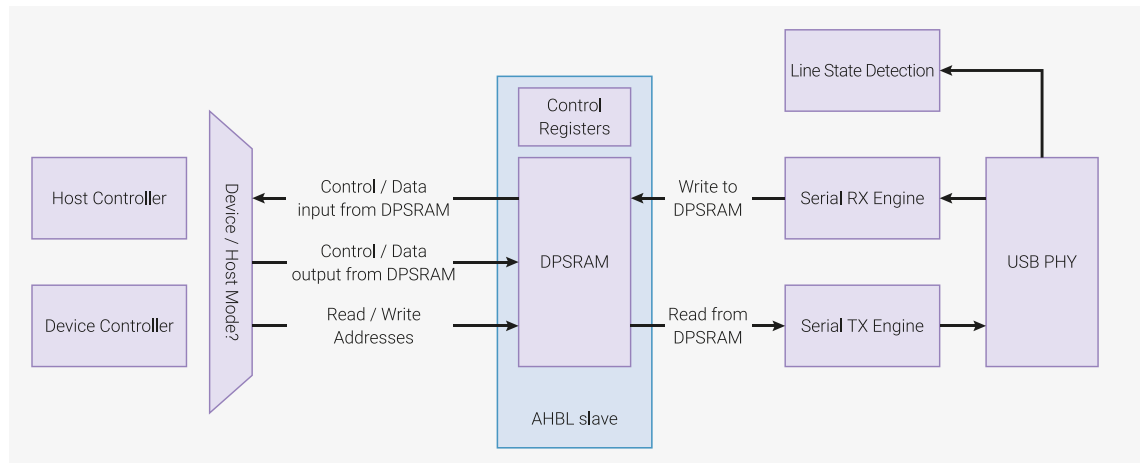 Line State Detection
Control
Registers
Host Controller
Device / Host Mode?
Control / Data
input from DPSRAM
Write to
DPSRAM
Serial RX Engine
Control / Data
output from DPSRAM
DPSRAM
USB PHY
Device Controller
Read / Write
Addresses
Read from
DPSRAM
Serial TX Engine
AHBL slave